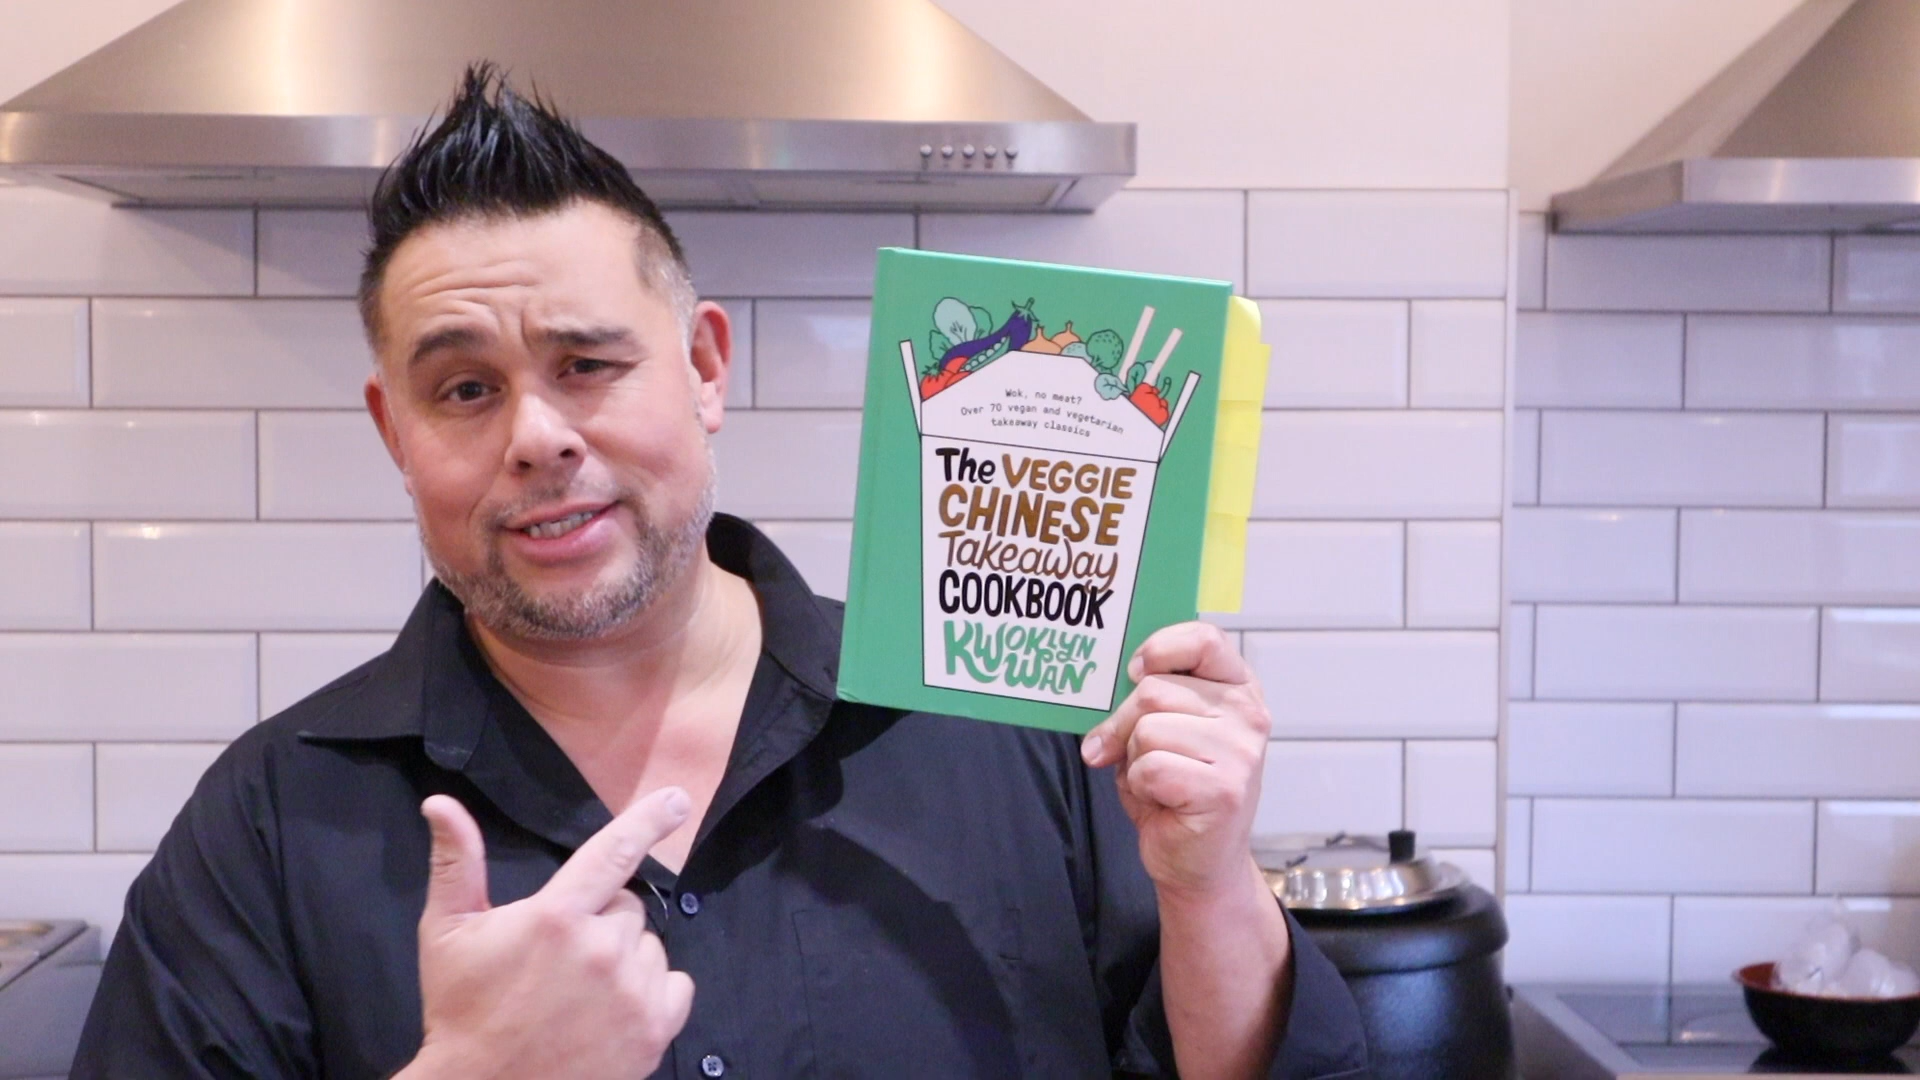 Wok, no meat?
Over 70 vegan and vegetarian
takeaway classics
The VEGGIE
CHINESE
Takeaway
COOKBOOK
KWOKLYN
WAN